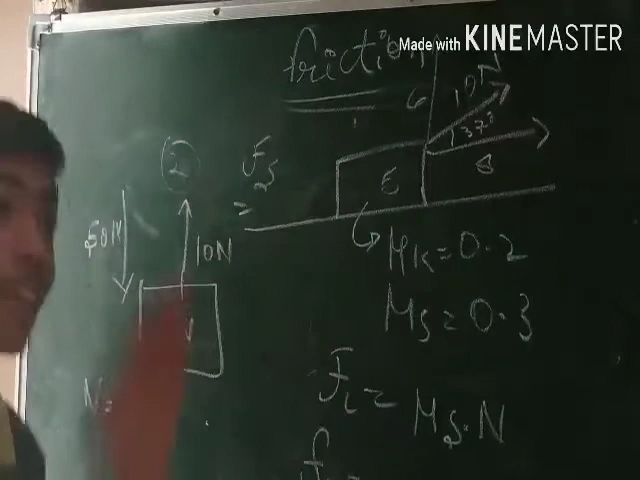 Made with KINEMASTER
friction
6
10N
37°
8
2
fs
=
50N
10N
μk=0.2
μs=0.3
fl=
μs.N
N=
f